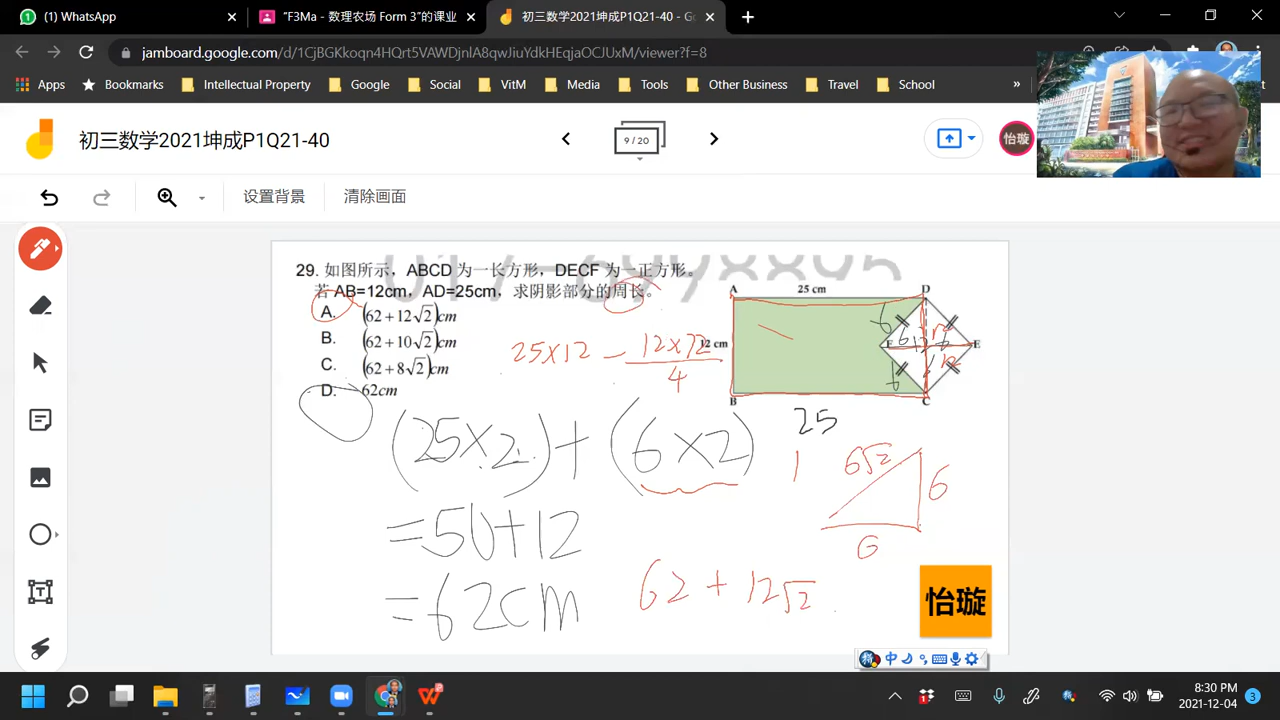 (1) WhatsApp
"F3Ma - 数理农场 Form 3"的课业
初三数学2021坤成P1Q21-40 - Go
jamboard.google.com/d/1CjBGKkoqn4HQrt5VAWDjnlA8qwJiuYdkHEqjaOCJUxM/viewer?f=8
Apps
Bookmarks
Intellectual Property
Google
Social
VitM
Media
Tools
Other Business
Travel
School
»
初三数学2021坤成P1Q21-40
9 / 20
怡璇
设置背景
清除画面
29. 如图所示，ABCD 为一长方形，DECF 为一正方形。
若 AB=12cm，AD=25cm，求阴影部分的周长。
A. (62 + 12√2)cm
B. (62 + 10√2)cm
C. (62 + 8√2)cm
D. 62cm
A
25 cm
D
12 cm
E
B
C
6
6
6
12
25×12 - 12×12/4
(25×2) + (6×2)
25
6√2
6
6
=50+12
=62cm
62 + 12√2
怡璇
中
8:30 PM
2021-12-04
3